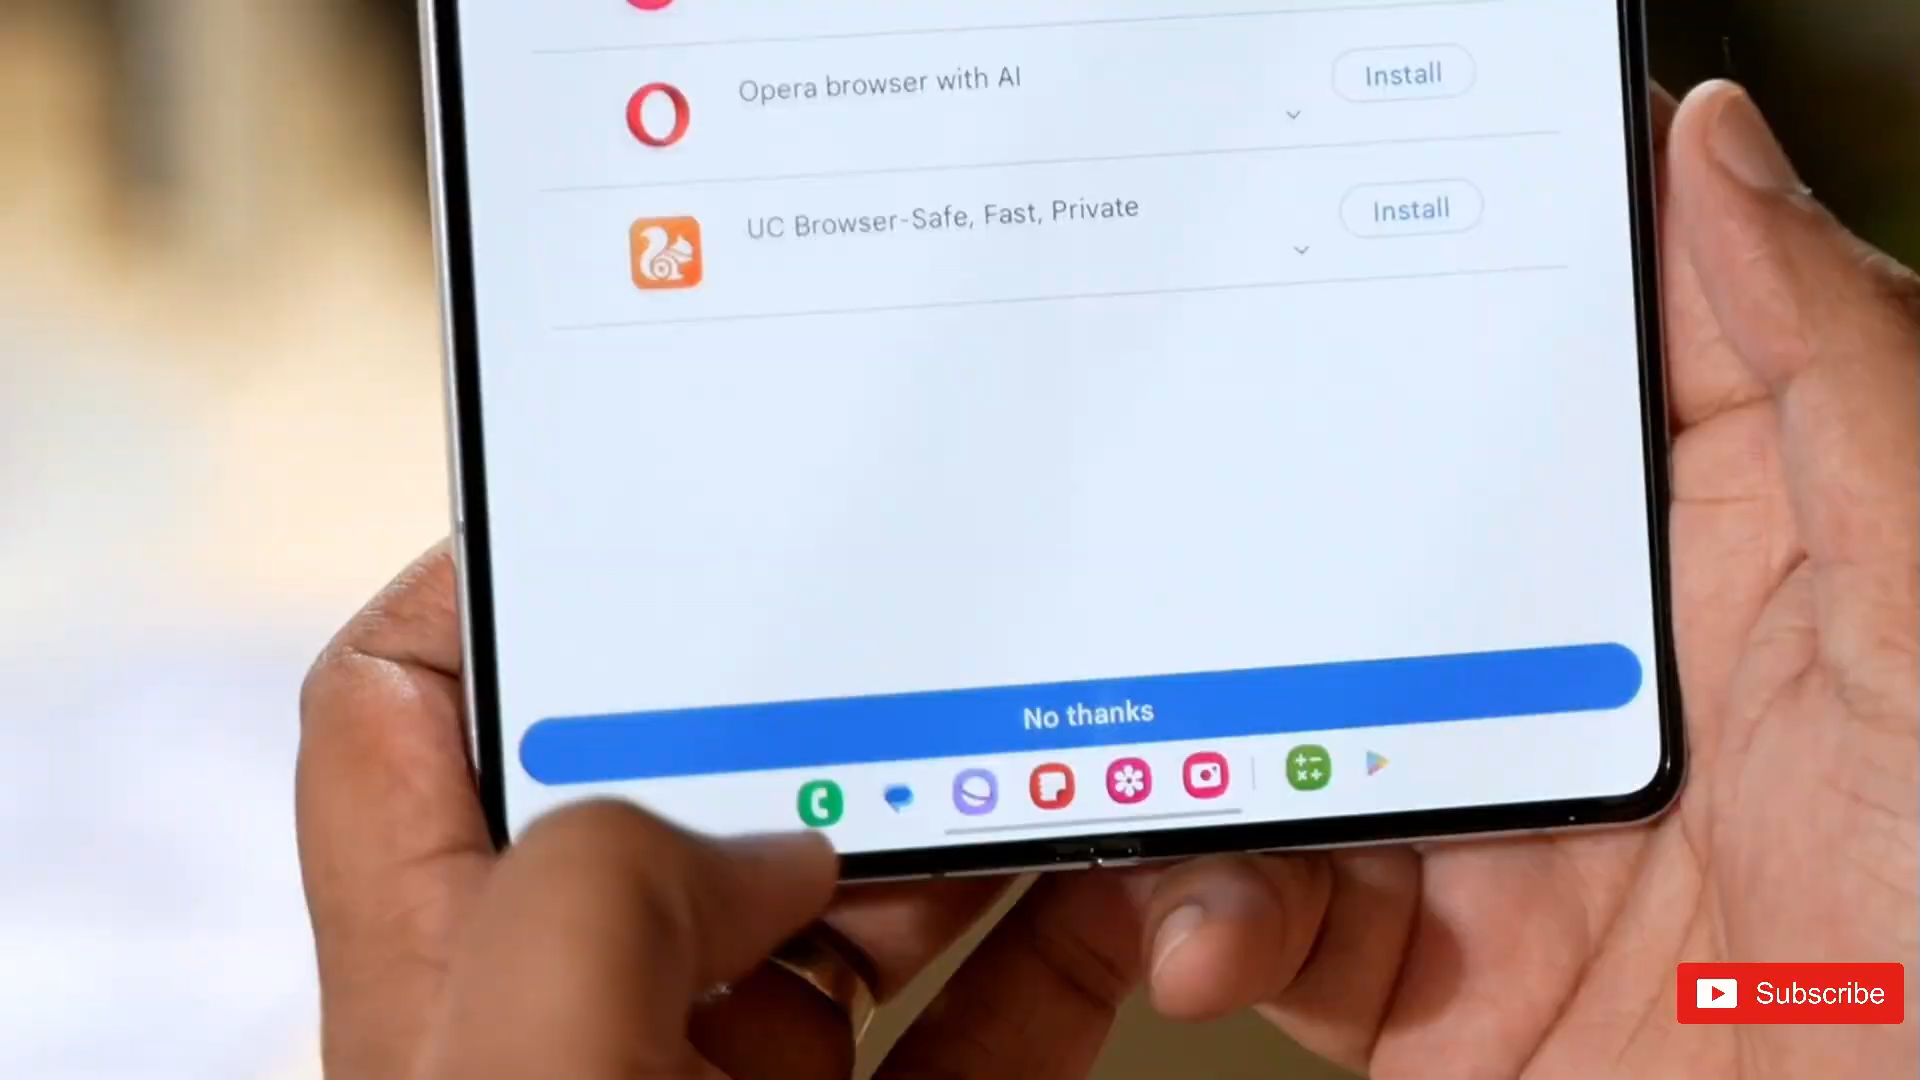 Opera browser with AI
Install
UC Browser-Safe, Fast, Private
Install
No thanks
Subscribe